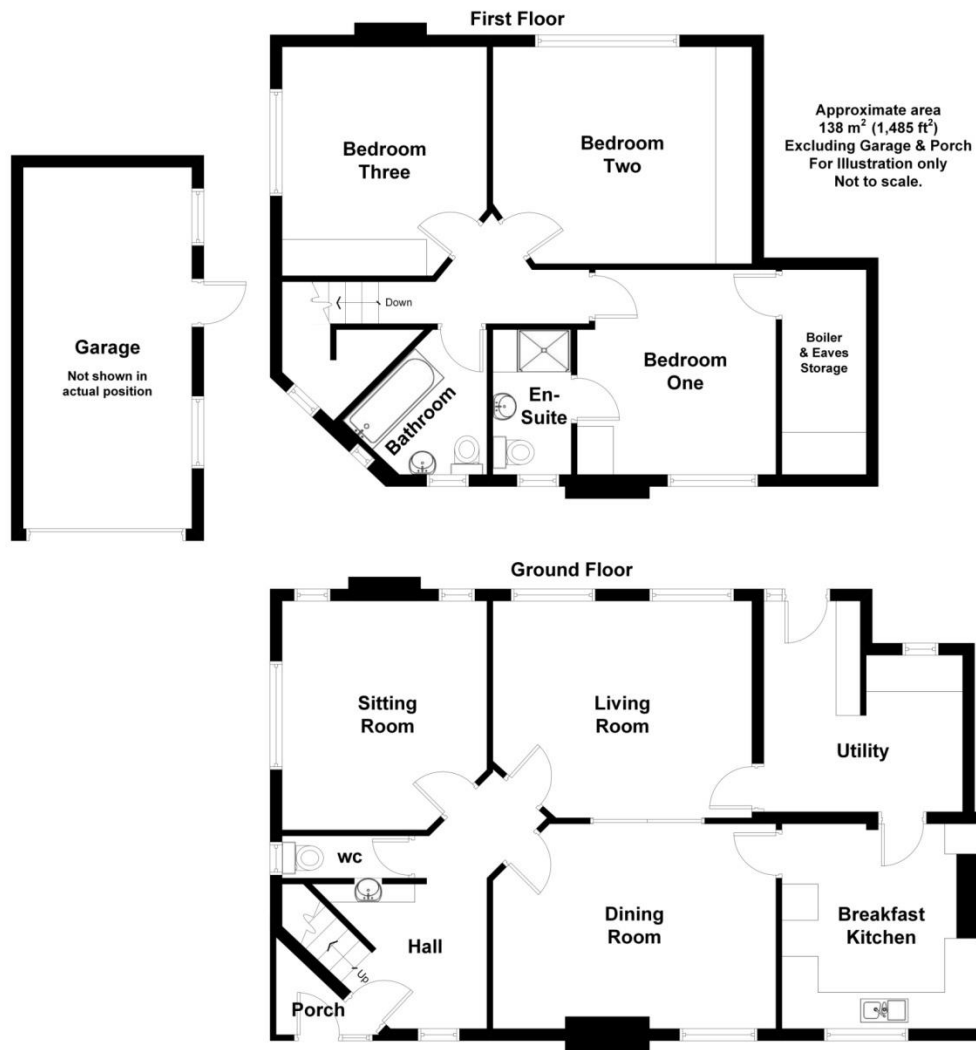 First Floor
Bedroom
Three
Bedroom
Two
Approximate area
138 m² (1,485 ft²)
Excluding Garage & Porch
For Illustration only
Not to scale.
Down
Garage
Not shown in
actual position
Bathroom
En-
Suite
Bedroom
One
Boiler
& Eaves
Storage
Ground Floor
Sitting
Room
Living
Room
Utility
wc
Hall
Up
Porch
Dining
Room
Breakfast
Kitchen